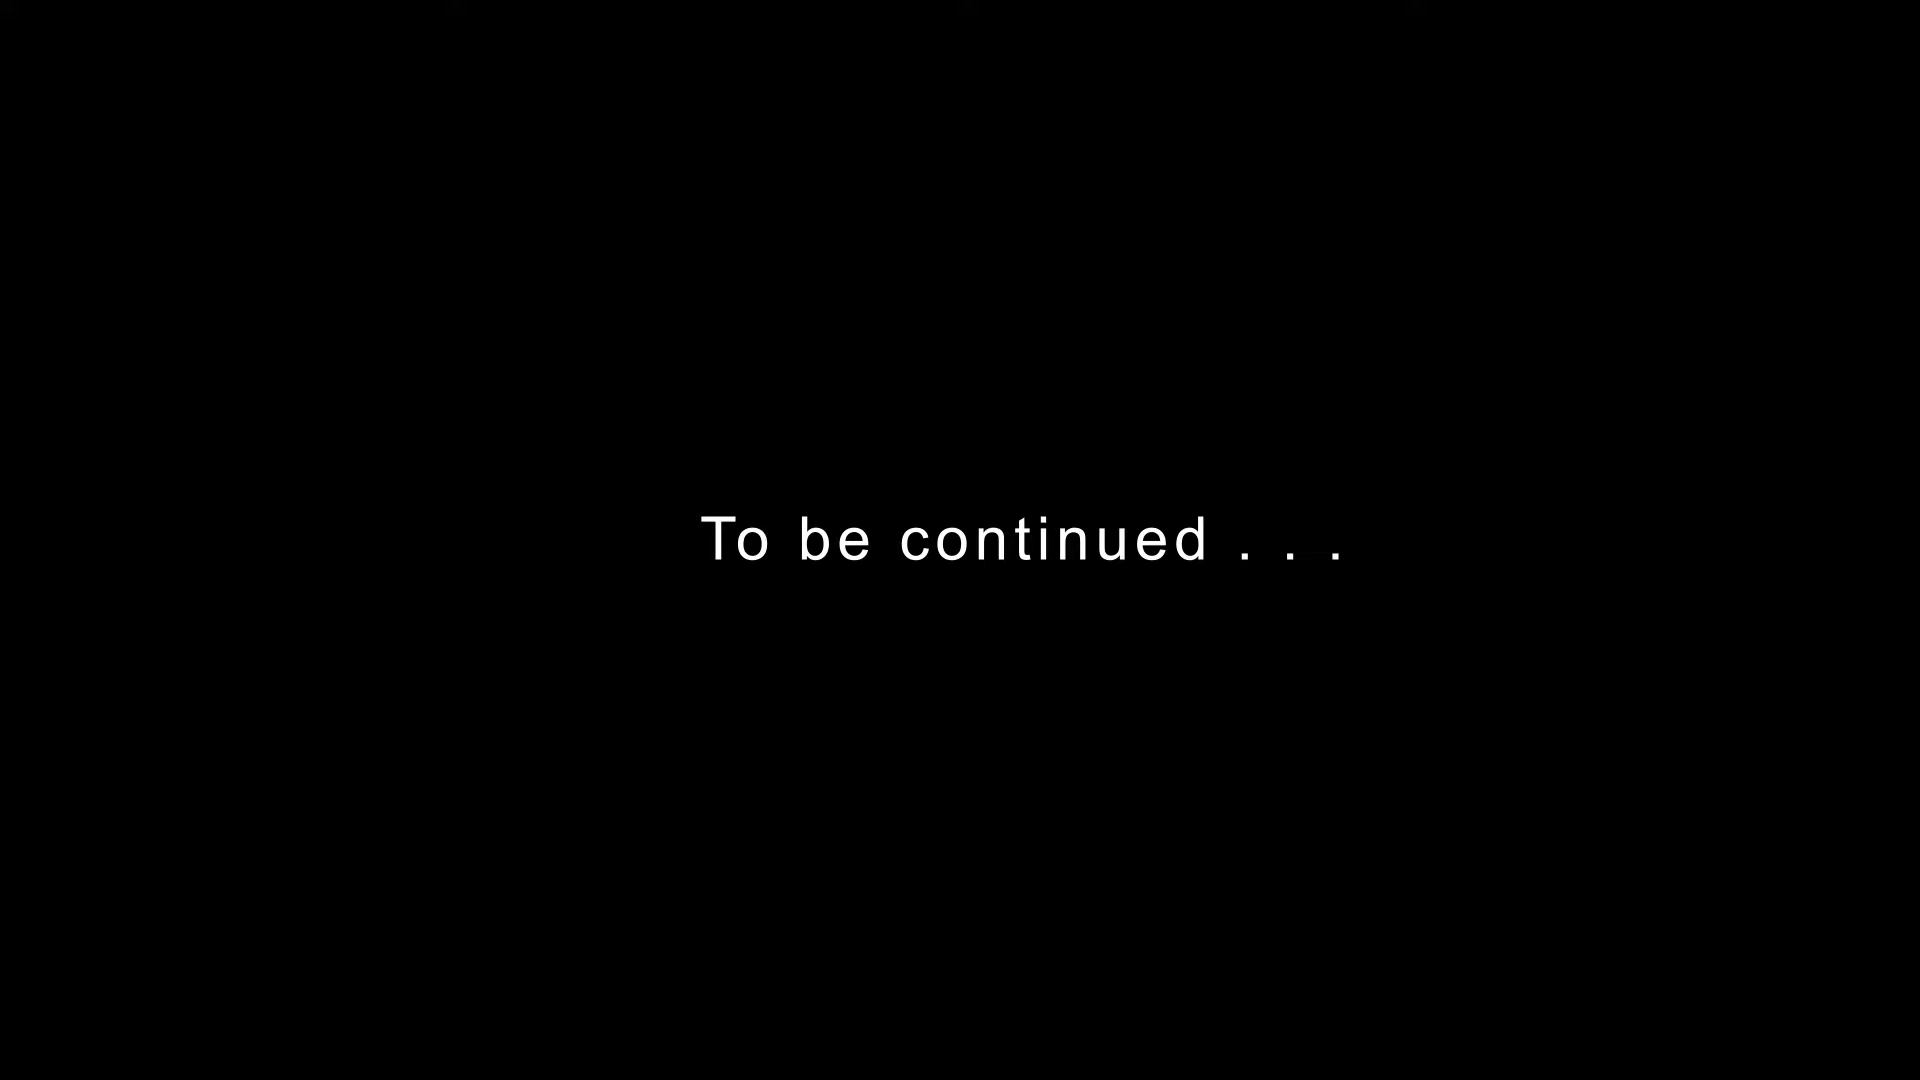 To be continued . . .